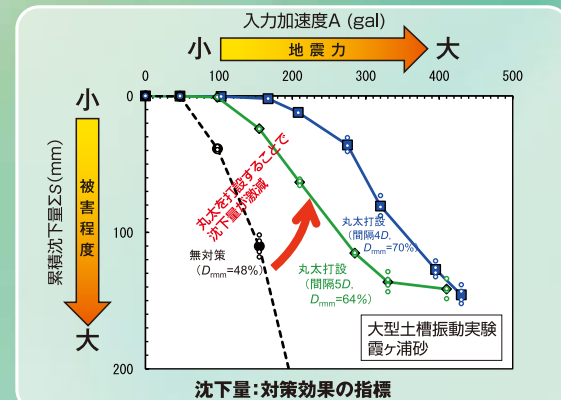 入力加速度A (gal)
小 地震力 大
0 100 200 300 400 500
小
0
被害程度
累積沈下量ΣS(mm)
丸太を打設することで
沈下量が激減
100
無対策
(Drmm=48%)
丸太打設
(間隔4D,
Drmm=70%)
丸太打設
(間隔5D,
Drmm=64%)
大
200
大型土槽振動実験
霞ヶ浦砂
沈下量:対策効果の指標